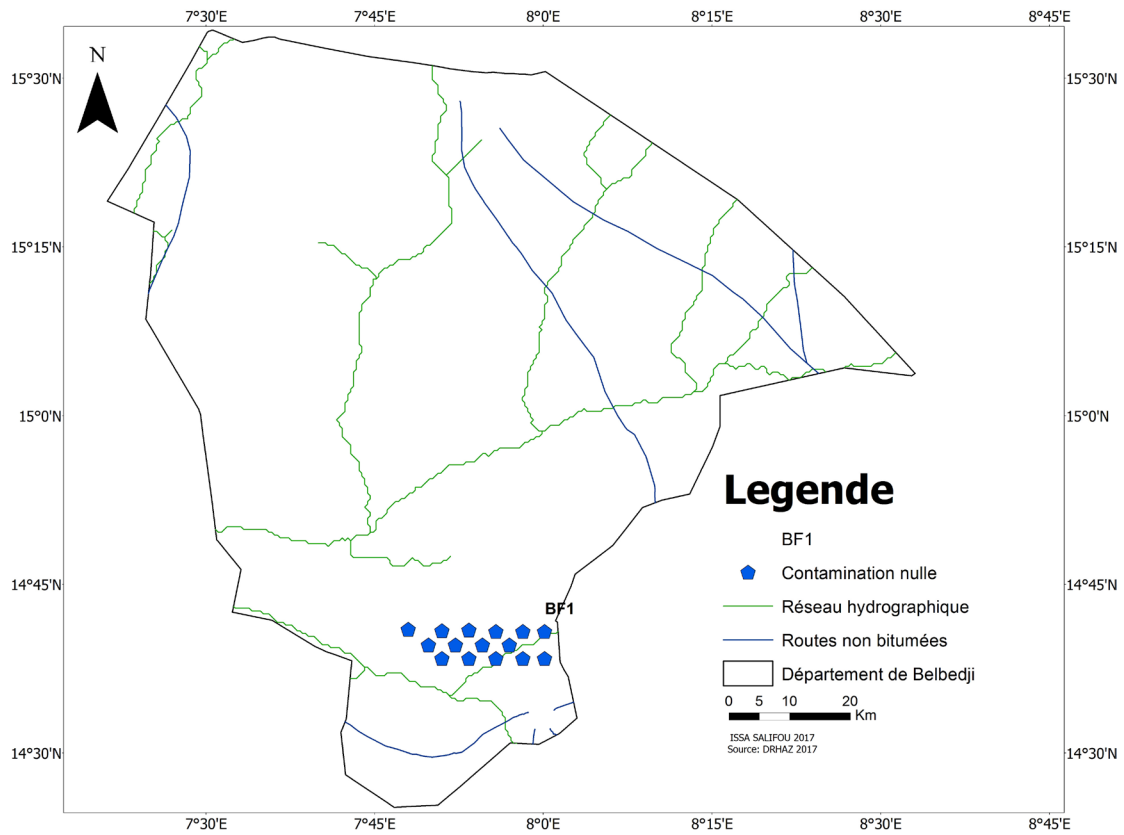 7°30'E 7°45'E 8°0'E 8°15'E 8°30'E 8°45'E
N
15°30'N 15°30'N
15°15'N 15°15'N
15°0'N 15°0'N
Legende
BF1
14°45'N 14°45'N
Contamination nulle
BF1
Réseau hydrographique
Routes non bitumées
Département de Belbedji
0 5 10 20
Km
ISSA SALIFOU 2017
Source: DRHAZ 2017
14°30'N 14°30'N
7°30'E 7°45'E 8°0'E 8°15'E 8°30'E 8°45'E